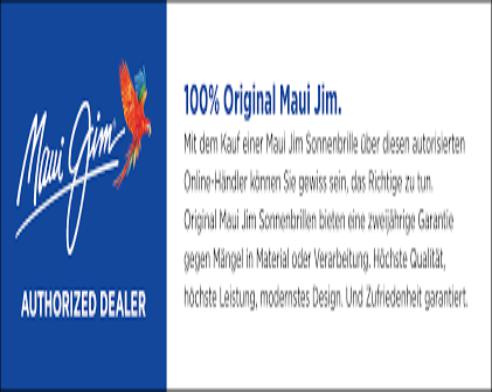 Maui Jim
AUTHORIZED DEALER
100% Original Maui Jim.
Mit dem Kauf einer Maui Jim Sonnenbrille über diesen autorisierten
Online-Händler können Sie gewiss sein, das Richtige zu tun.
Original Maui Jim Sonnenbrillen bieten eine zweijährige Garantie
gegen Mängel in Material oder Verarbeitung. Höchste Qualität,
höchste Leistung, modernstes Design. Und Zufriedenheit garantiert.